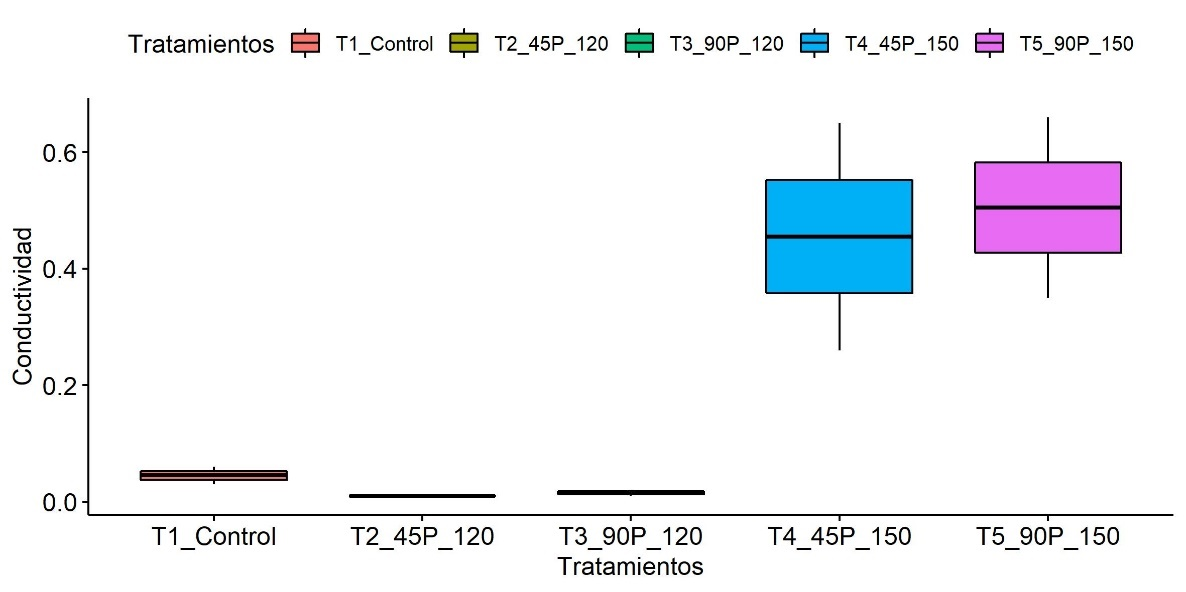 Tratamientos T1_Control T2_45P_120 T3_90P_120 T4_45P_150 T5_90P_150
Conductividad
0.6
0.4
0.2
0.0
T1_Control T2_45P_120 T3_90P_120 T4_45P_150 T5_90P_150
Tratamientos